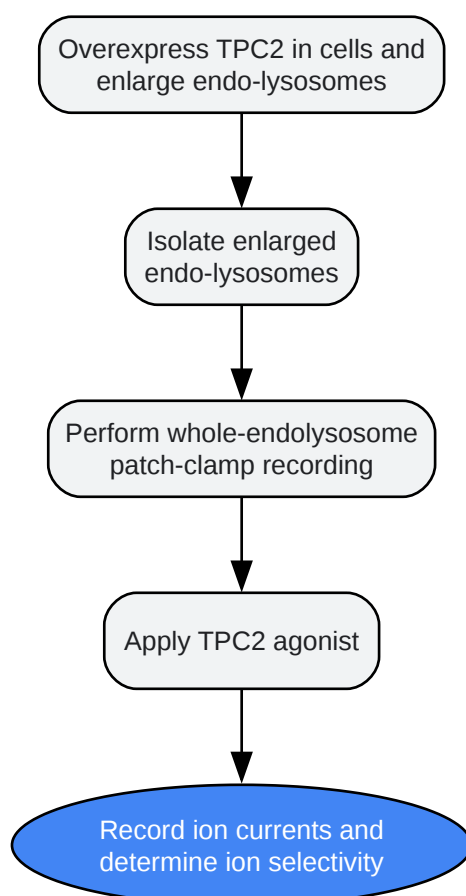 Overexpress TPC2 in cells and
enlarge endo-lysosomes
Isolate enlarged
endo-lysosomes
Perform whole-endolysosome
patch-clamp recording
Apply TPC2 agonist
Record ion currents and
determine ion selectivity